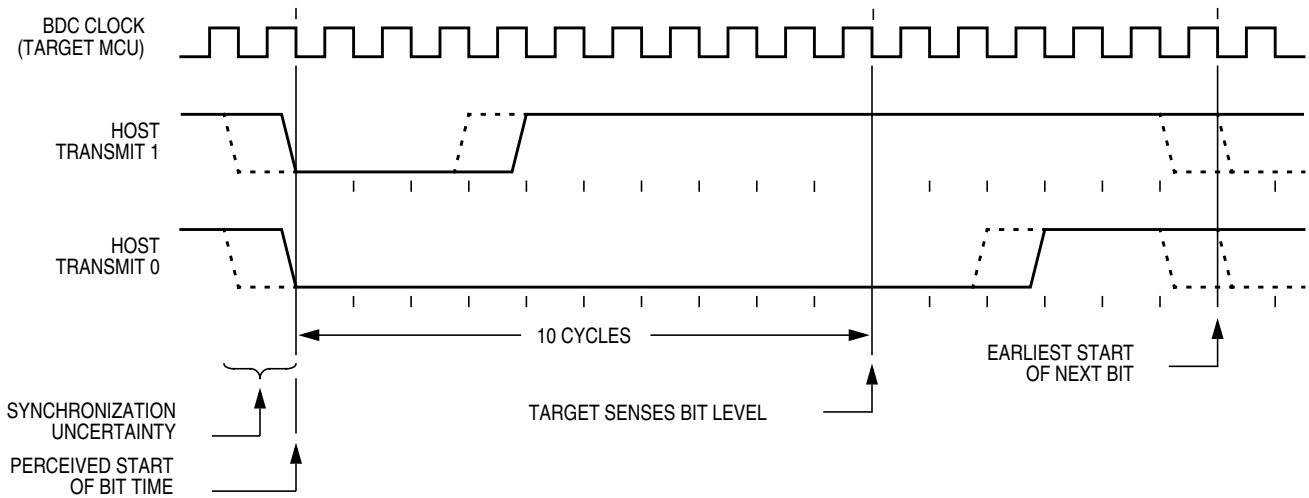 BDC CLOCK
(TARGET MCU)
HOST
TRANSMIT 1
HOST
TRANSMIT 0
10 CYCLES
EARLIEST START
OF NEXT BIT
SYNCHRONIZATION
UNCERTAINTY
TARGET SENSES BIT LEVEL
PERCEIVED START
OF BIT TIME